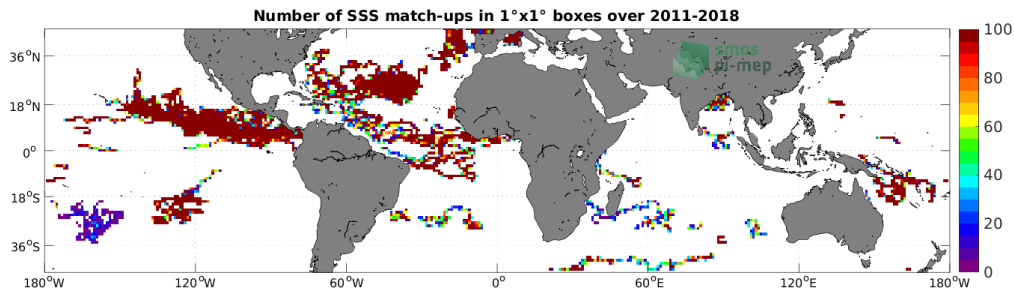 Number of SSS match-ups in 1°x1° boxes over 2011-2018
smos
pi-mep
36°N
18°N
0°
18°S
36°S
180°W
120°W
60°W
0°
60°E
120°E
180°W
100
80
60
40
20
0